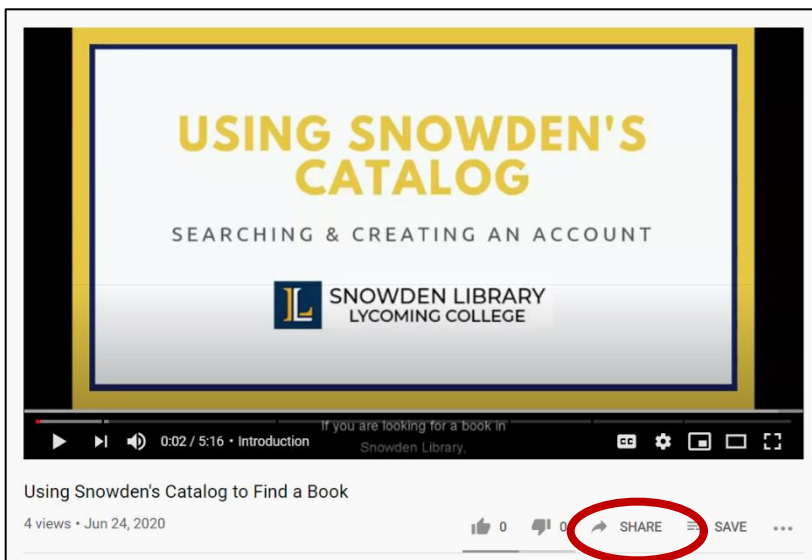 USING SNOWDEN'S
CATALOG
SEARCHING & CREATING AN ACCOUNT
L
SNOWDEN LIBRARY
LYCOMING COLLEGE
If you are looking for a book in
Snowden Library,
0:02 / 5:16 • Introduction
CC
Using Snowden's Catalog to Find a Book
4 views • Jun 24, 2020
0 0 SHARE SAVE